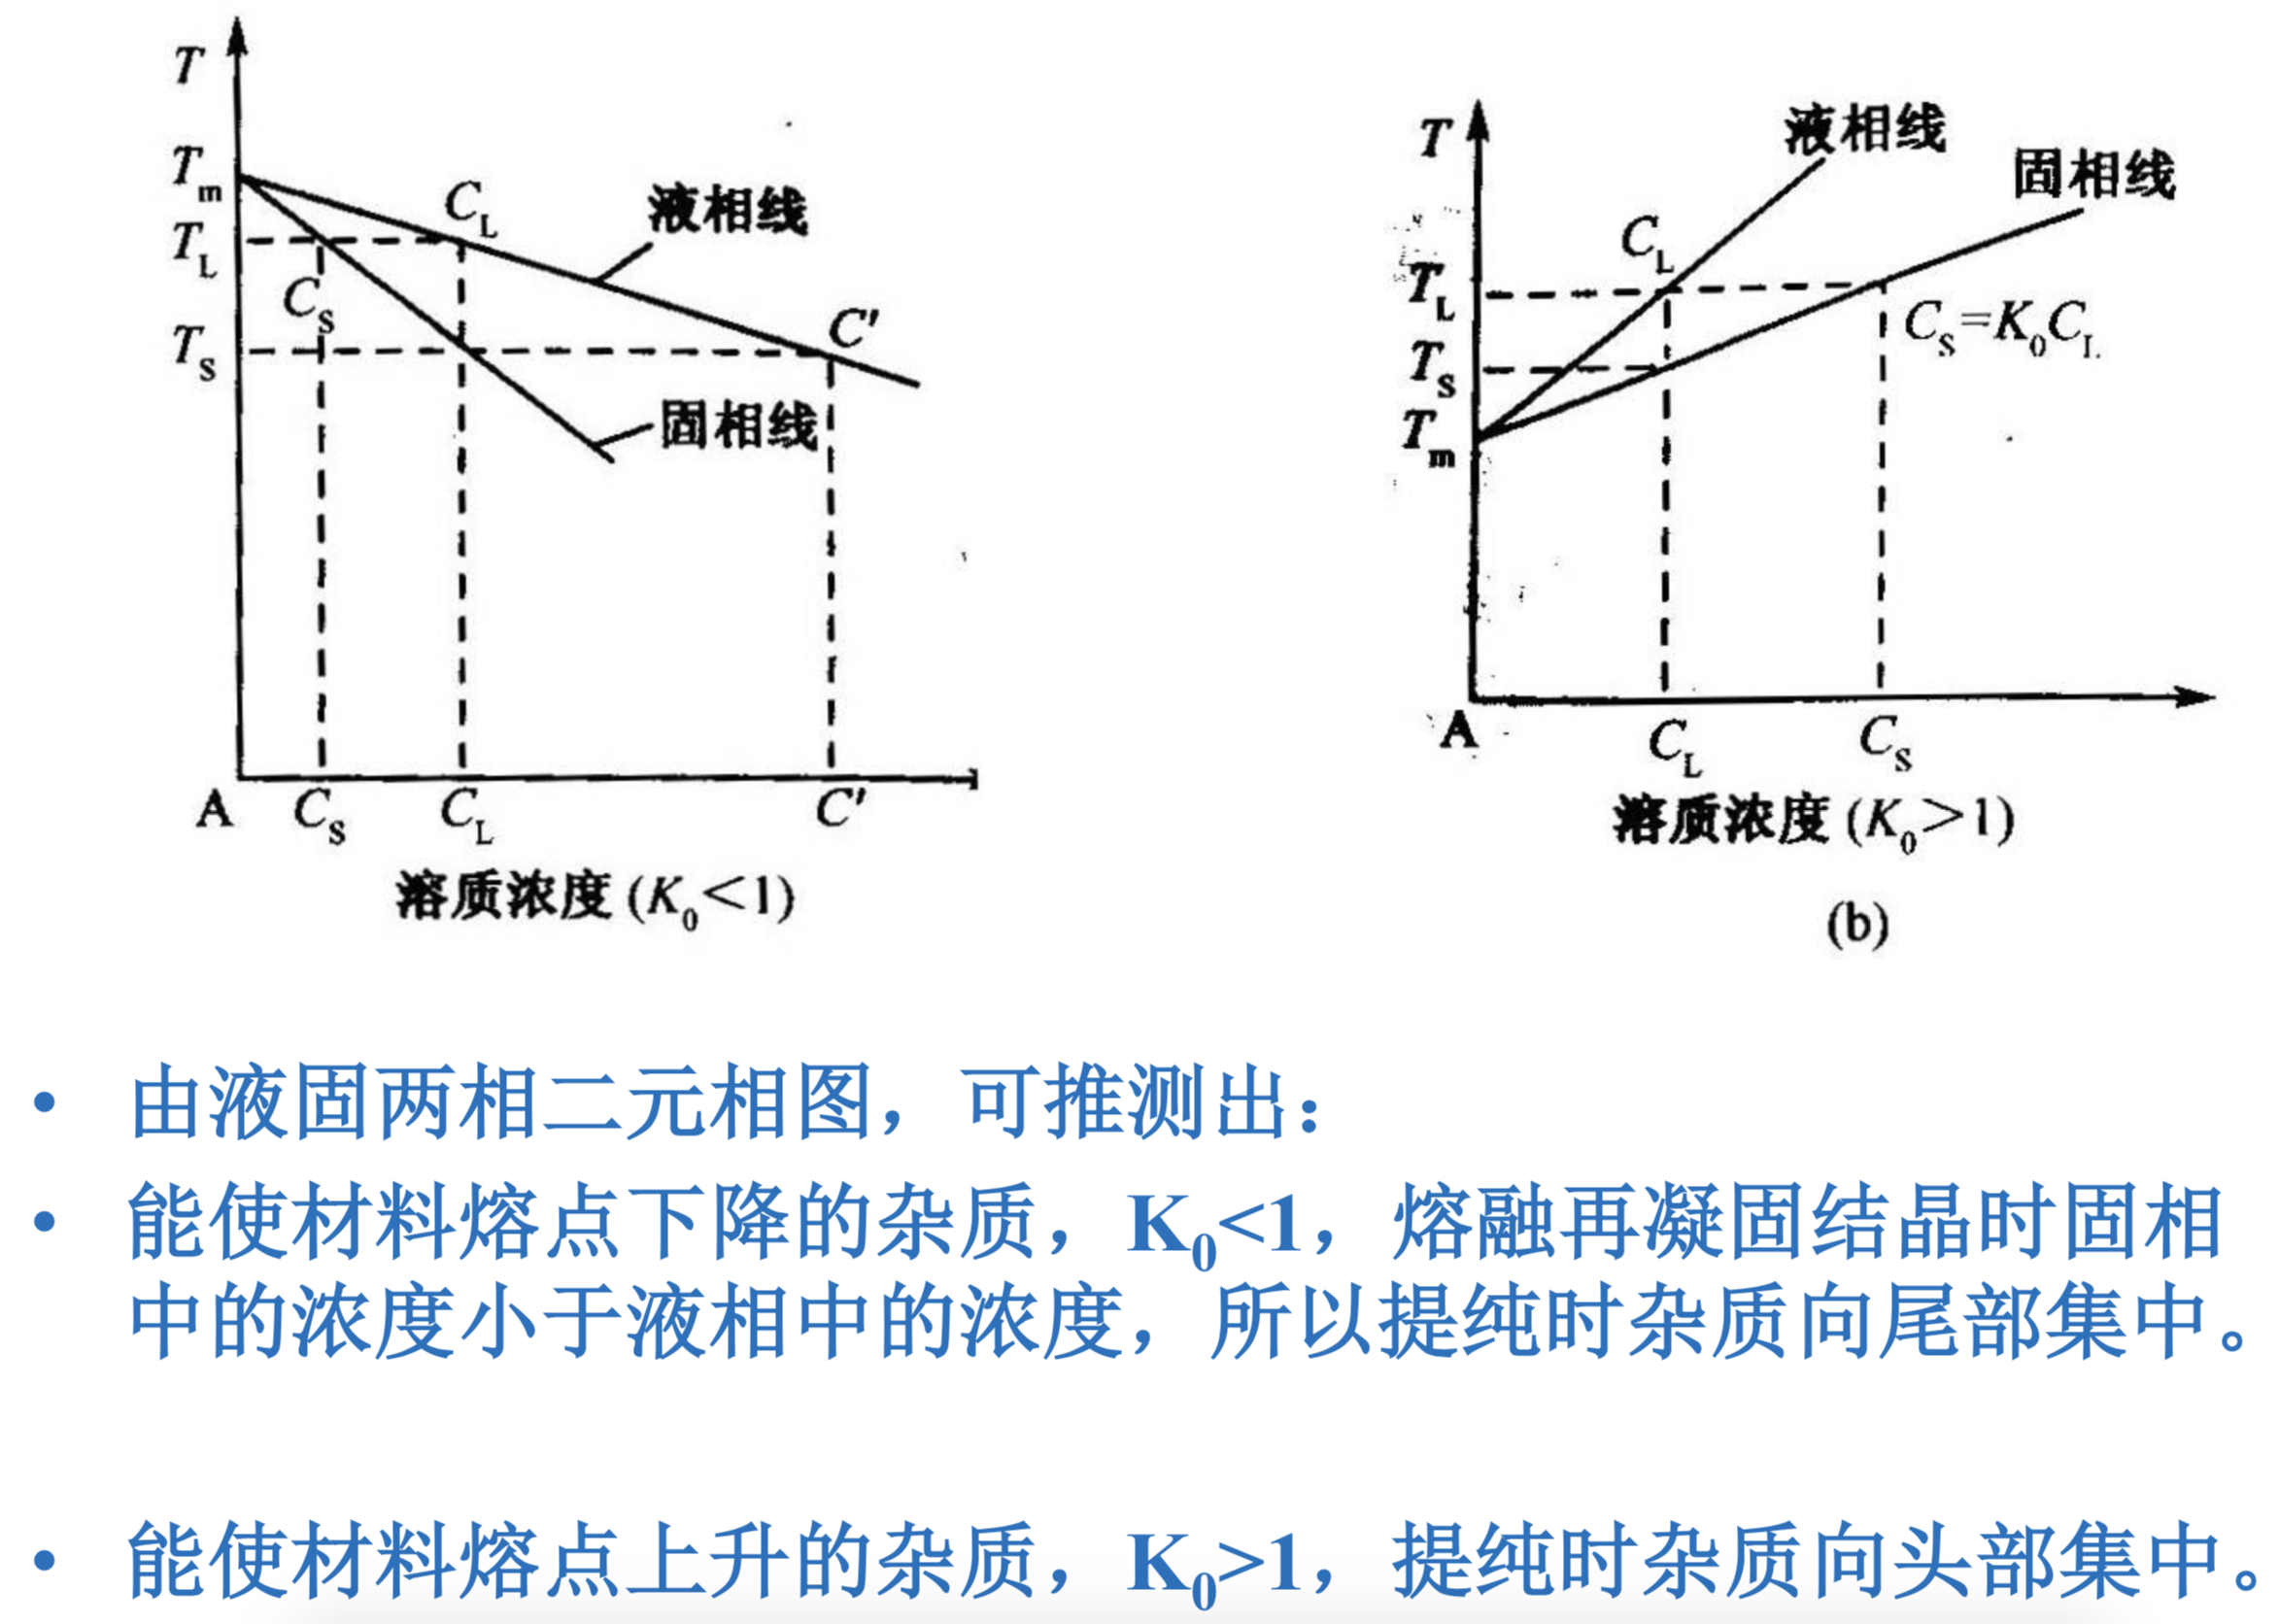 T
T_m
T_L
T_S
C_L
C_S
液相线
C'
固相线
A
C_S
C_L
C'
溶质浓度 (K_0<1)
T
T_L
T_S
T_m
液相线
固相线
C_L
C_S=K_0C_L
A
C_L
C_S
溶质浓度 (K_0>1)
(b)
• 由液固两相二元相图，可推测出：
• 能使材料熔点下降的杂质，K_0<1，熔融再凝固结晶时固相
中的浓度小于液相中的浓度，所以提纯时杂质向尾部集中。
• 能使材料熔点上升的杂质，K_0>1，提纯时杂质向头部集中。